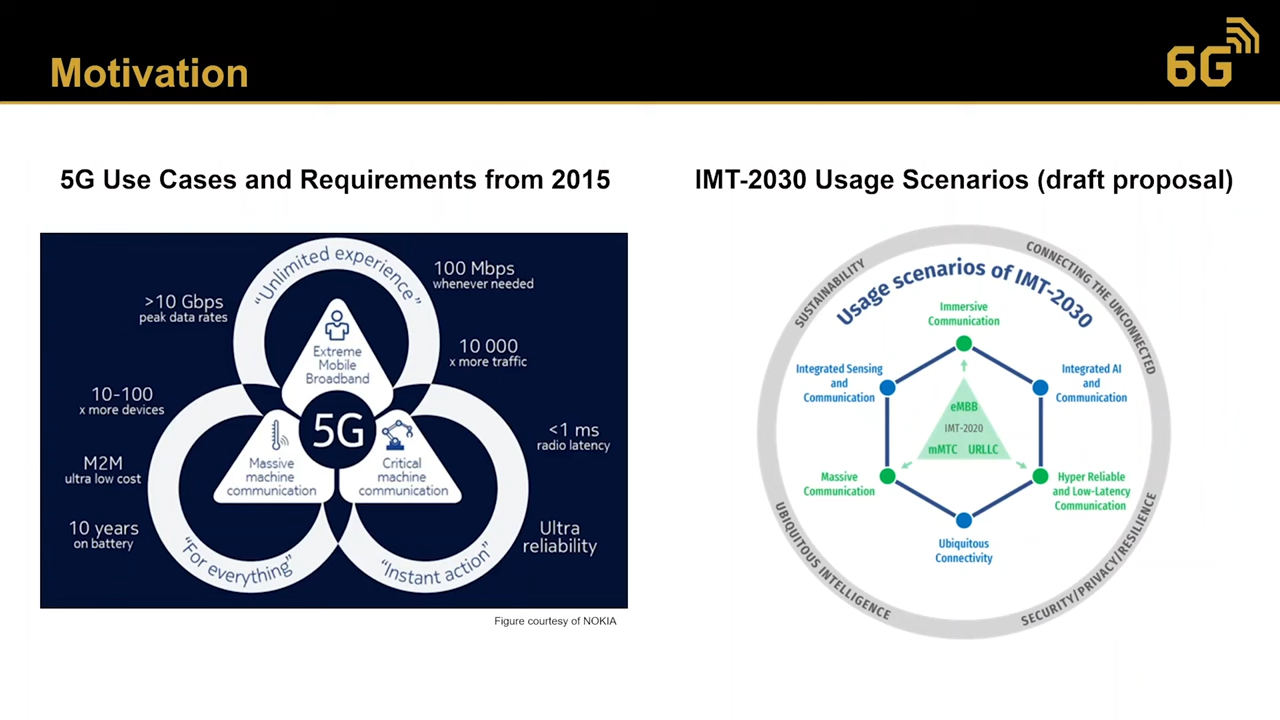 Motivation
6G
5G Use Cases and Requirements from 2015
IMT-2030 Usage Scenarios (draft proposal)
"Unlimited experience"
100 Mbps
whenever needed
>10 Gbps
peak data rates
10 000
x more traffic
Extreme
Mobile
Broadband
10-100
x more devices
5G
<1 ms
radio latency
M2M
ultra low cost
Massive
machine
communication
Critical
machine
communication
10 years
on battery
Ultra
reliability
"For everything"
"Instant action"
Figure courtesy of NOKIA
SUSTAINABILITY
CONNECTING THE UNCONNECTED
Usage scenarios of IMT-2030
Immersive
Communication
Integrated Sensing
and
Communication
Integrated AI
and
Communication
eMBB
IMT-2020
mMTC URLLC
Massive
Communication
Hyper Reliable
and Low-Latency
Communication
Ubiquitous
Connectivity
UBIQUITOUS INTELLIGENCE
SECURITY/PRIVACY/RESILIENCE